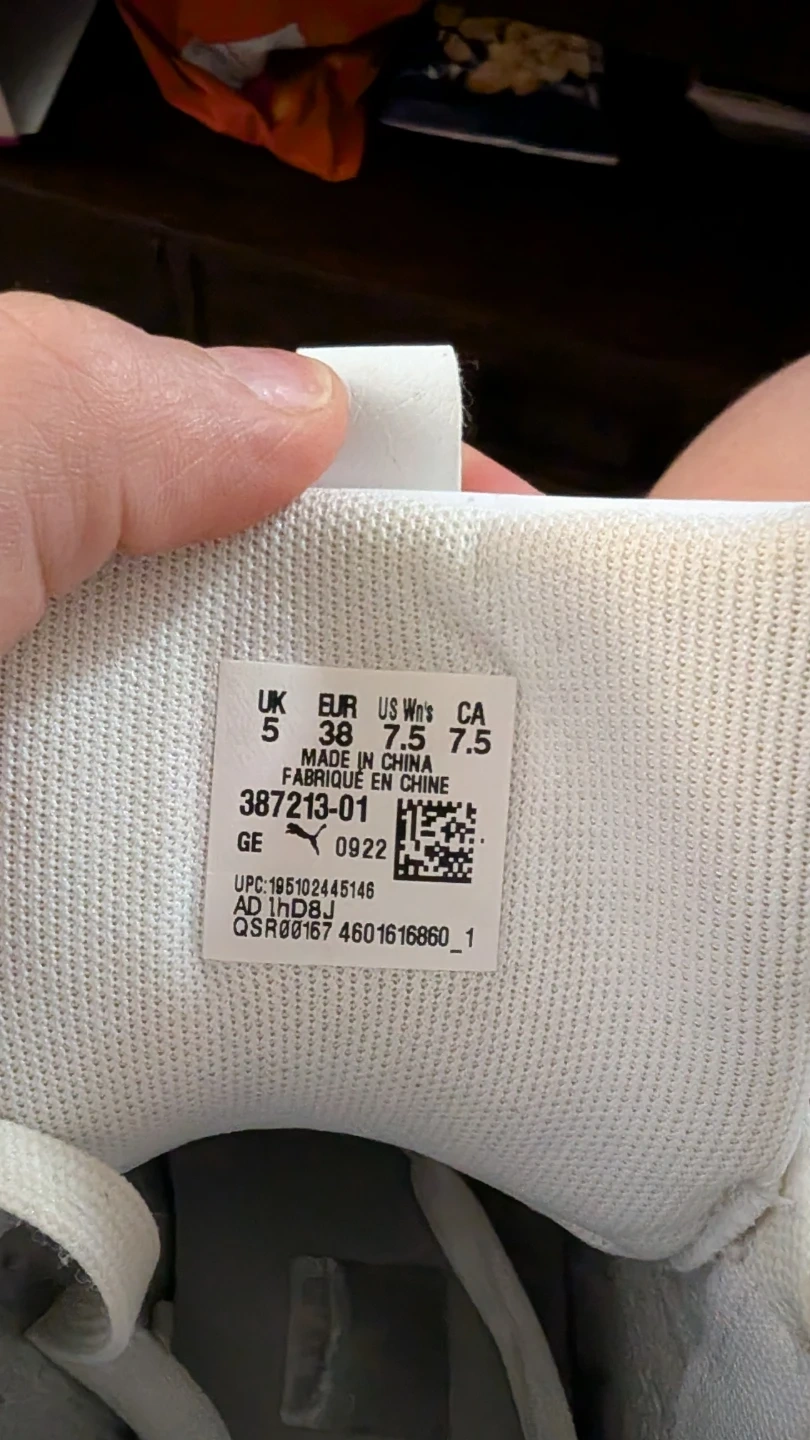 UK EUR US Wn's CA
5 38 7.5 7.5
MADE IN CHINA
FABRIQUÉ EN CHINE
387213-01
GE 0922
UPC:195102445146
AD 1hD8J
QSR00167 4601616860_1